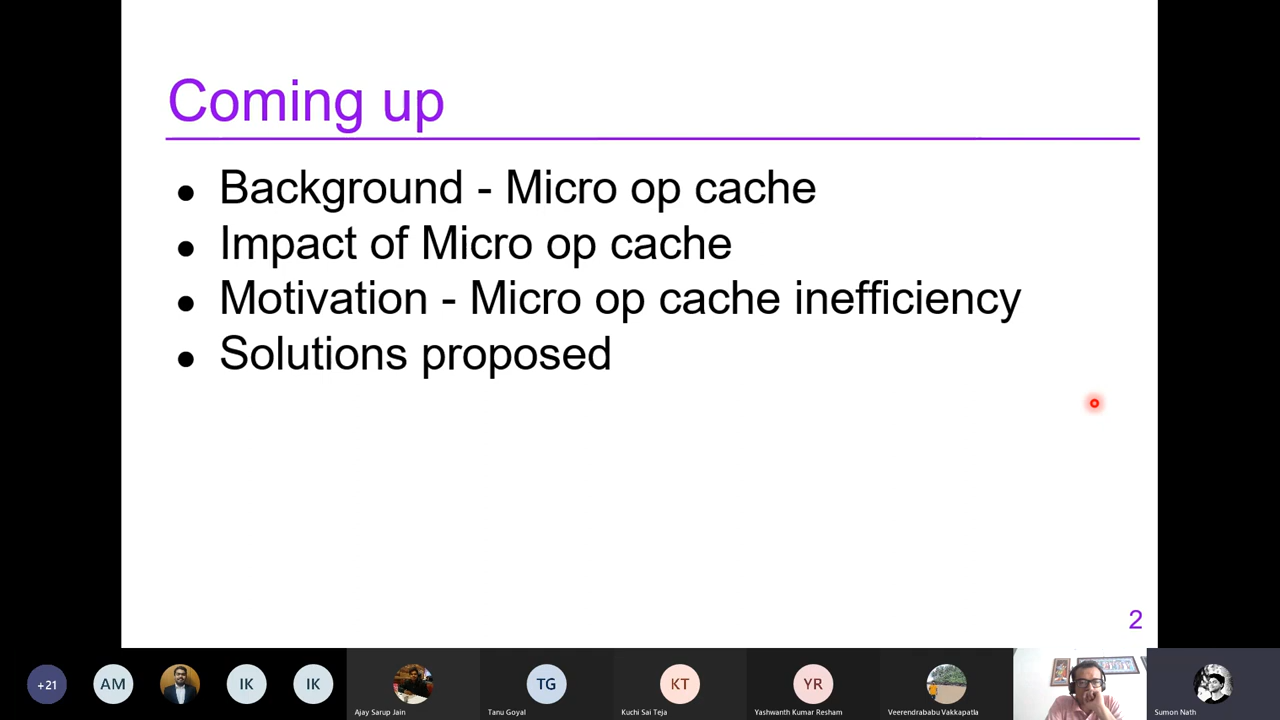 Coming up
● Background - Micro op cache
● Impact of Micro op cache
● Motivation - Micro op cache inefficiency
● Solutions proposed
2
+21
AM
IK
IK
TG
KT
YR
Ajay Sarup Jain
Tanu Goyal
Kuchi Sai Teja
Yashwanth Kumar Resham
Veerendrababu Vakkapatla
Sumon Nath